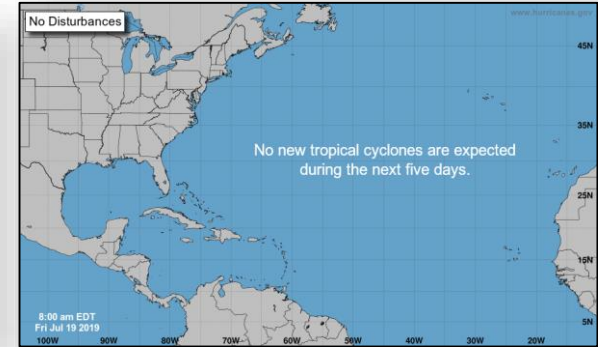 No Disturbances
www.hurricanes.gov
45N
35N
No new tropical cyclones are expected
during the next five days.
25N
15N
8:00 am EDT
Fri Jul 19 2019
5N
100W 90W 80W 70W 60W 50W 40W 30W 20W